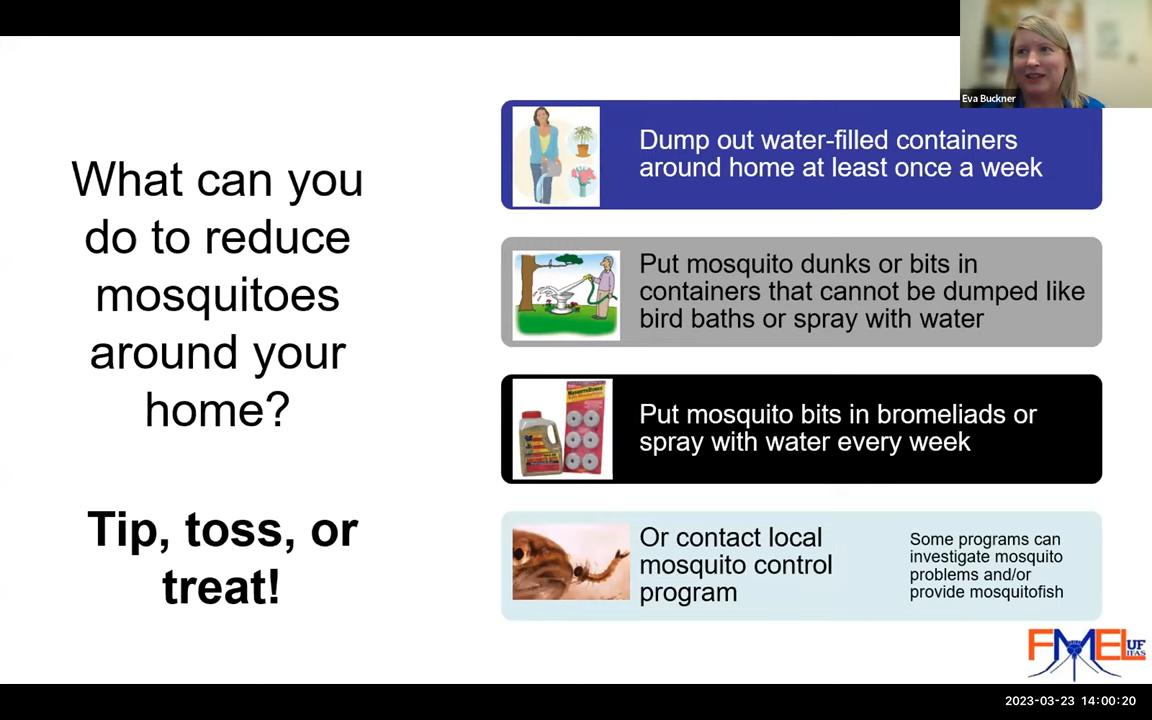 Eva Buckner
What can you
do to reduce
mosquitoes
around your
home?
Tip, toss, or
treat!
Dump out water-filled containers
around home at least once a week
Put mosquito dunks or bits in
containers that cannot be dumped like
bird baths or spray with water
Put mosquito bits in bromeliads or
spray with water every week
Or contact local
mosquito control
program
Some programs can
investigate mosquito
problems and/or
provide mosquitofish
FMEL UF
IFAS
2023-03-23 14:00:20